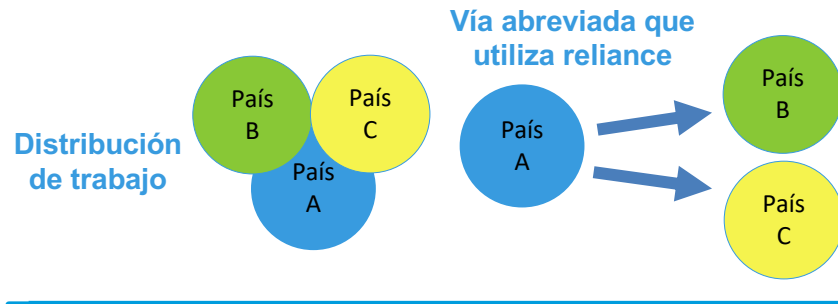 Distribución
de trabajo
País
B
País
C
País
A
Vía abreviada que
utiliza reliance
País
A
País
B
País
C